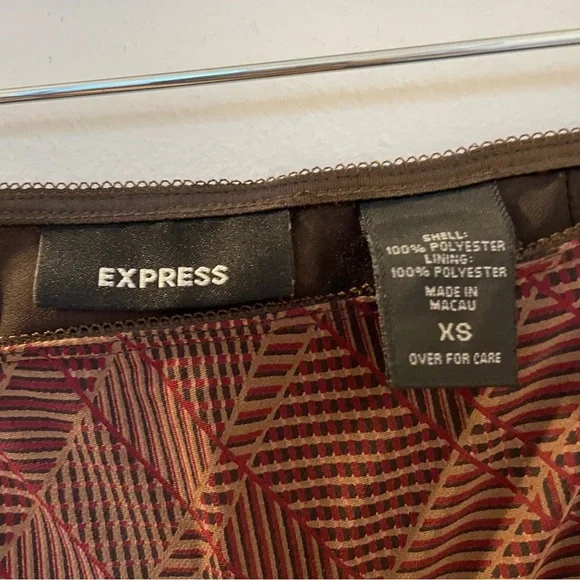 EXPRESS
SHELL:
100% POLYESTER
LINING:
100% POLYESTER
MADE IN
MACAU
XS
OVER FOR CARE